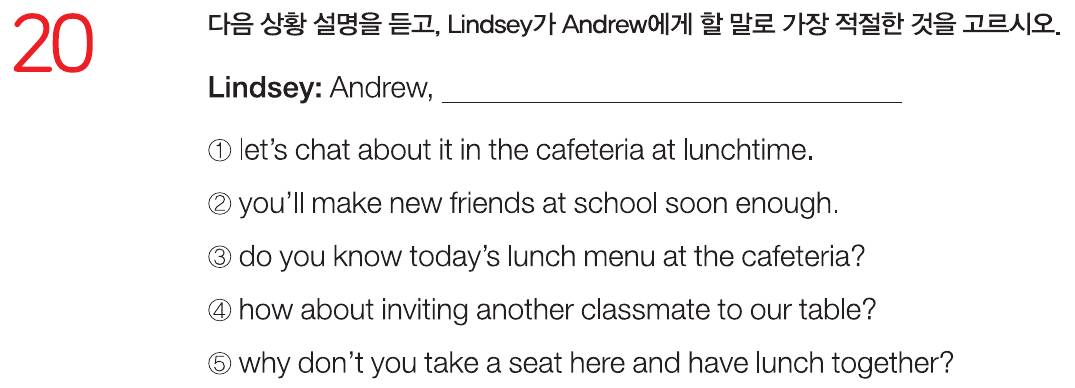 20
다음 상황 설명을 듣고, Lindsey가 Andrew에게 할 말로 가장 적절한 것을 고르시오.
Lindsey: Andrew, ______________________________
① let’s chat about it in the cafeteria at lunchtime.
② you’ll make new friends at school soon enough.
③ do you know today’s lunch menu at the cafeteria?
④ how about inviting another classmate to our table?
⑤ why don’t you take a seat here and have lunch together?